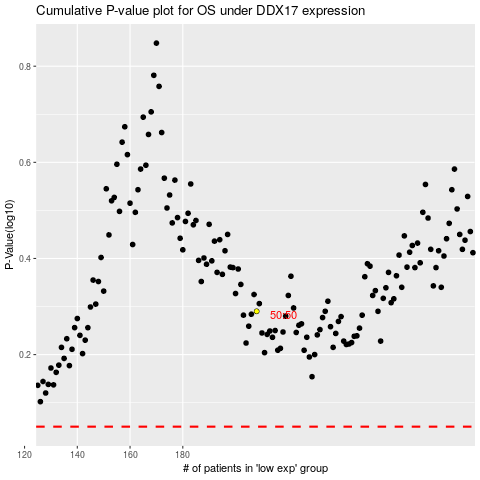 Cumulative P-value plot for OS under DDX17 expression
P-Value(log10)
0.8
0.6
0.4
0.2
50:50
120 140 160 180
# of patients in 'low exp' group